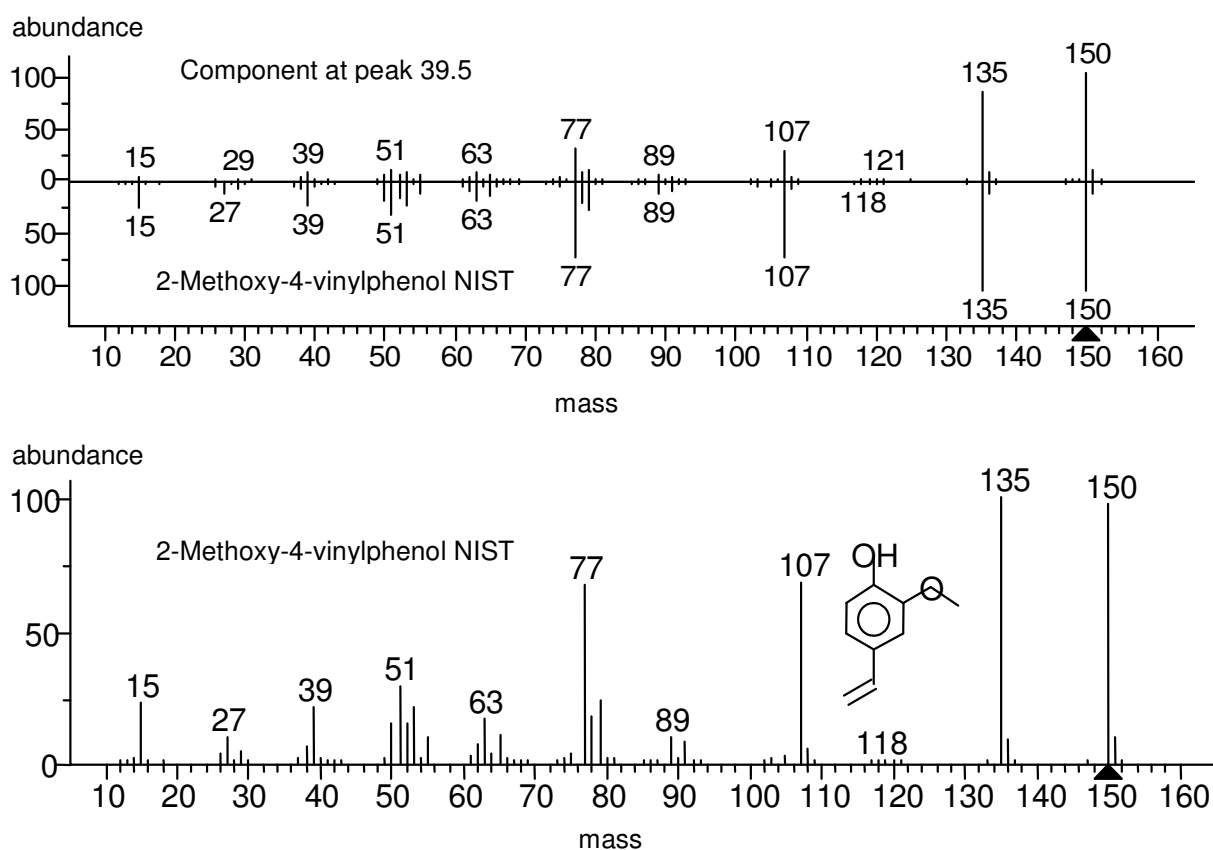 abundance
Component at peak 39.5
100
50
0
50
100
15 29 39 51 63 77 89 107 121 135 150
15 27 39 51 63 77 89 107 118 135 150
2-Methoxy-4-vinylphenol NIST
10 20 30 40 50 60 70 80 90 100 110 120 130 140 150 160
mass
abundance
100
50
0
2-Methoxy-4-vinylphenol NIST
15 27 39 51 63 77 89 107 118 135 150
OH
O
10 20 30 40 50 60 70 80 90 100 110 120 130 140 150 160
mass